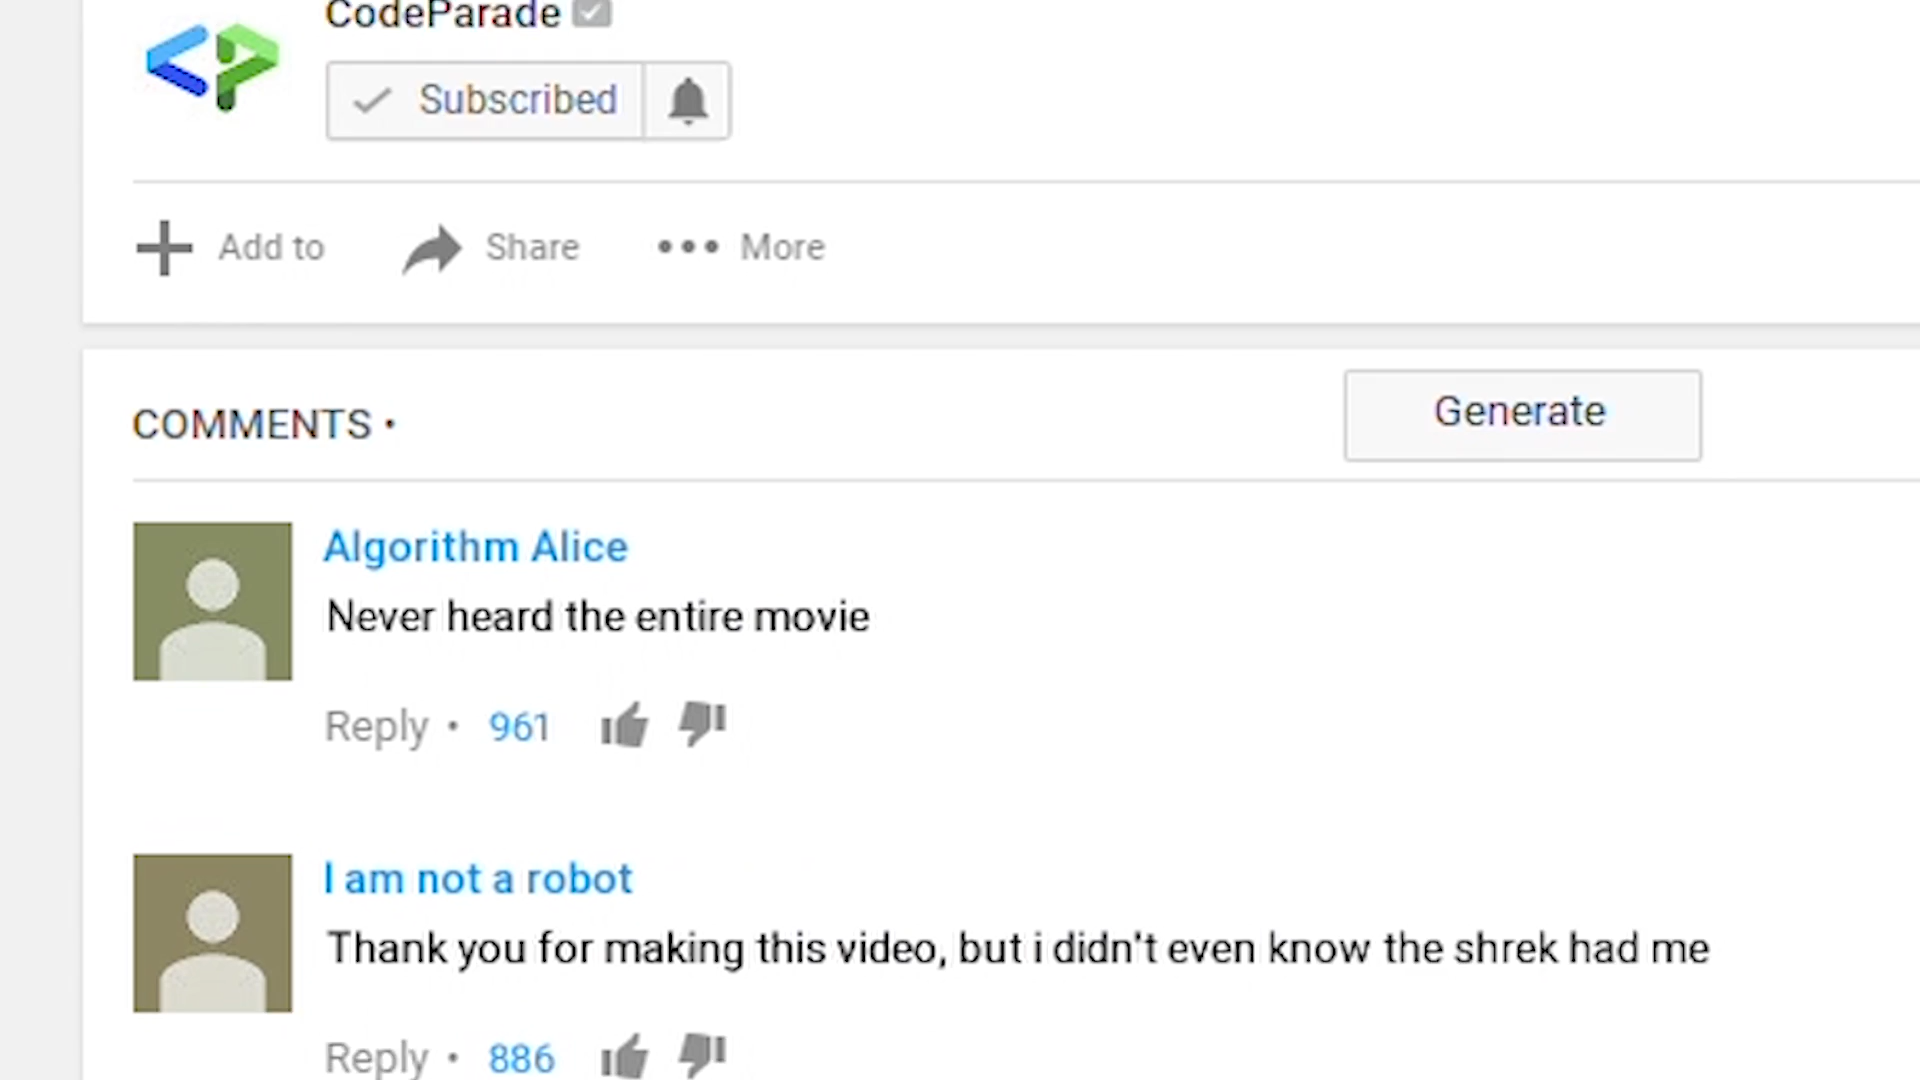 CodeParade
Subscribed
Add to Share More
COMMENTS •
Generate
Algorithm Alice
Never heard the entire movie
Reply • 961
I am not a robot
Thank you for making this video, but i didn't even know the shrek had me
Reply • 886